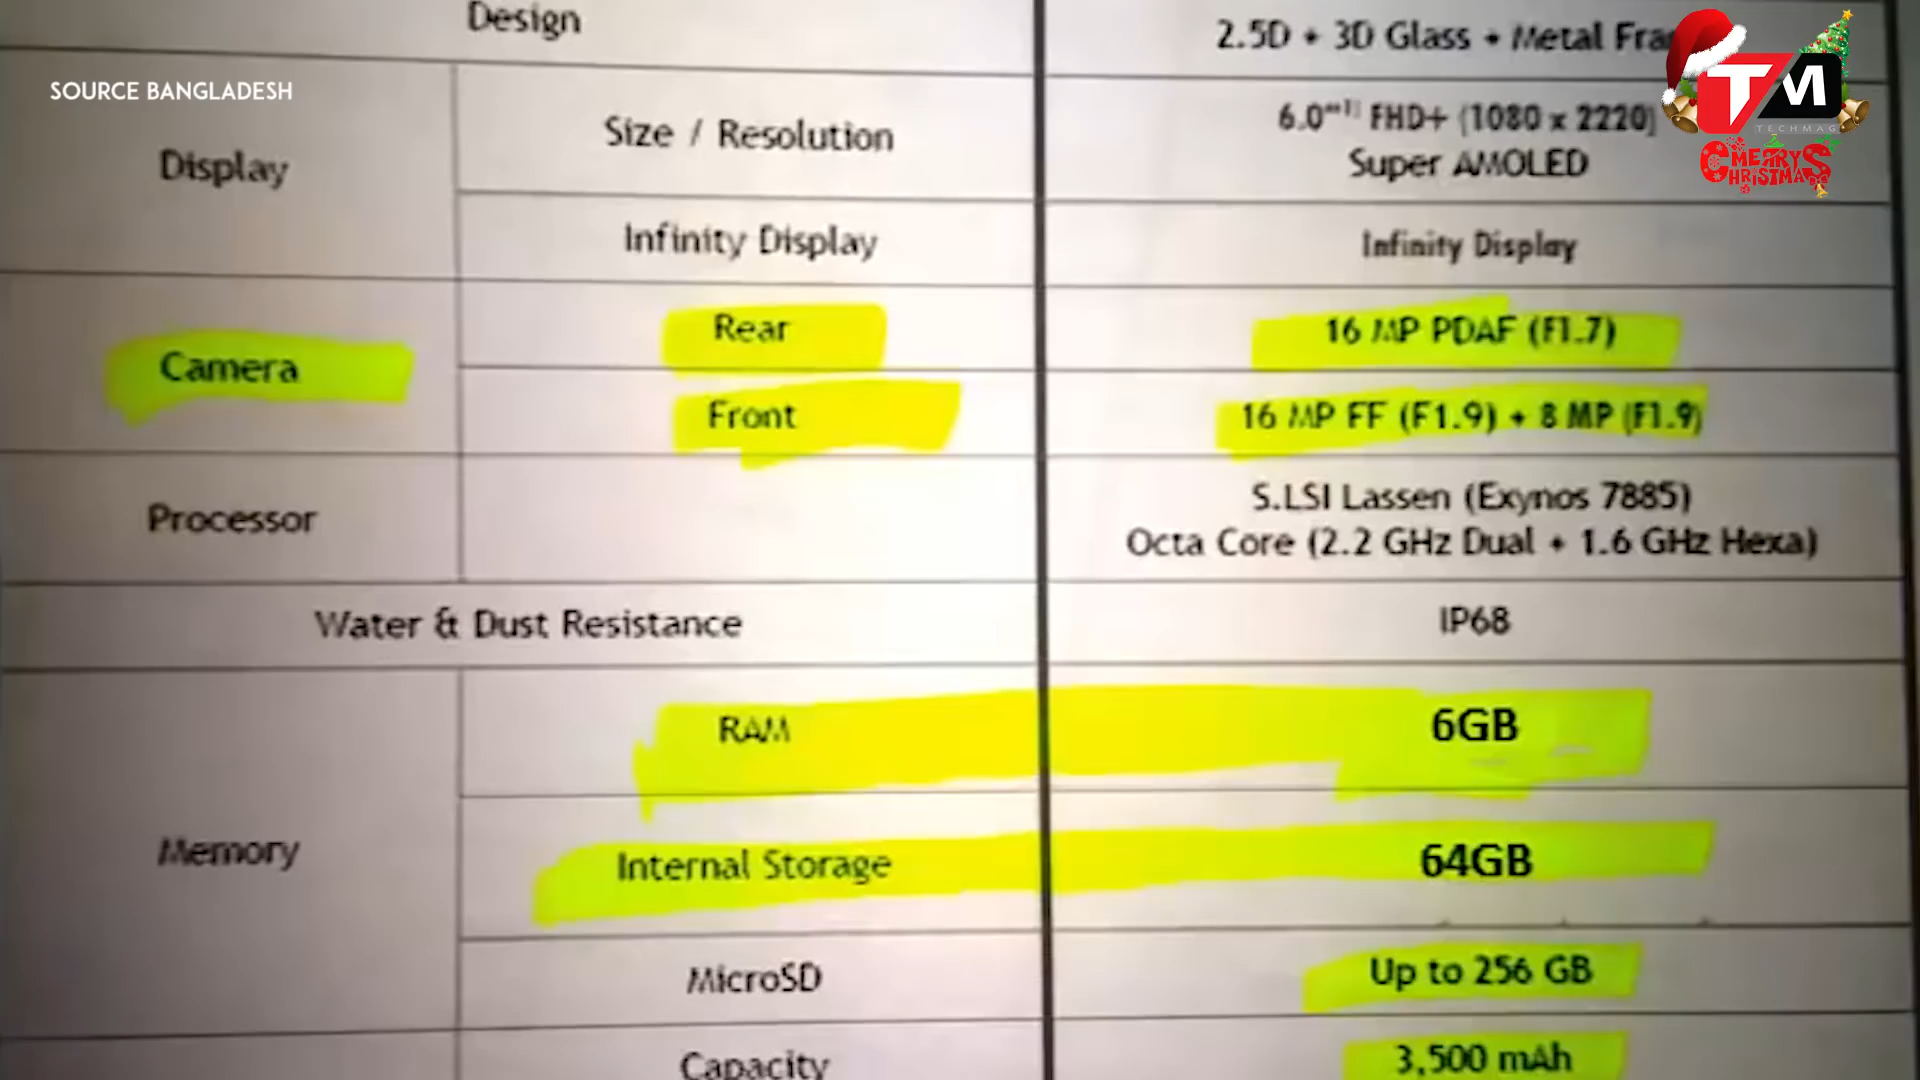 Design
2.5D + 3D Glass + Metal
SOURCE BANGLADESH
TM
TECHMAG
MERRY
CHRISTMAS
Display
Size / Resolution
6.0" FHD+ (1080 x 2220)
Super AMOLED
Infinity Display
Infinity Display
Camera
Rear
16 MP PDAF (F1.7)
Front
16 MP FF (F1.9) + 8 MP (F1.9)
Processor
S.LSI Lassen (Exynos 7885)
Octa Core (2.2 GHz Dual + 1.6 GHz Hexa)
Water & Dust Resistance
IP68
Memory
RAM
6GB
Internal Storage
64GB
MicroSD
Up to 256 GB
Capacity
3,500 mAh